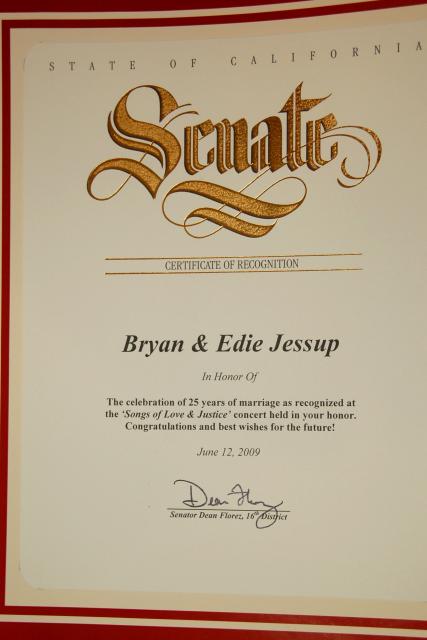 STATE OF CALIFORNIA
Senate
CERTIFICATE OF RECOGNITION
Bryan & Edie Jessup
In Honor Of
The celebration of 25 years of marriage as recognized at
the ‘Songs of Love & Justice’ concert held in your honor.
Congratulations and best wishes for the future!
June 12, 2009
Dean Florez
Senator Dean Florez, 16th District